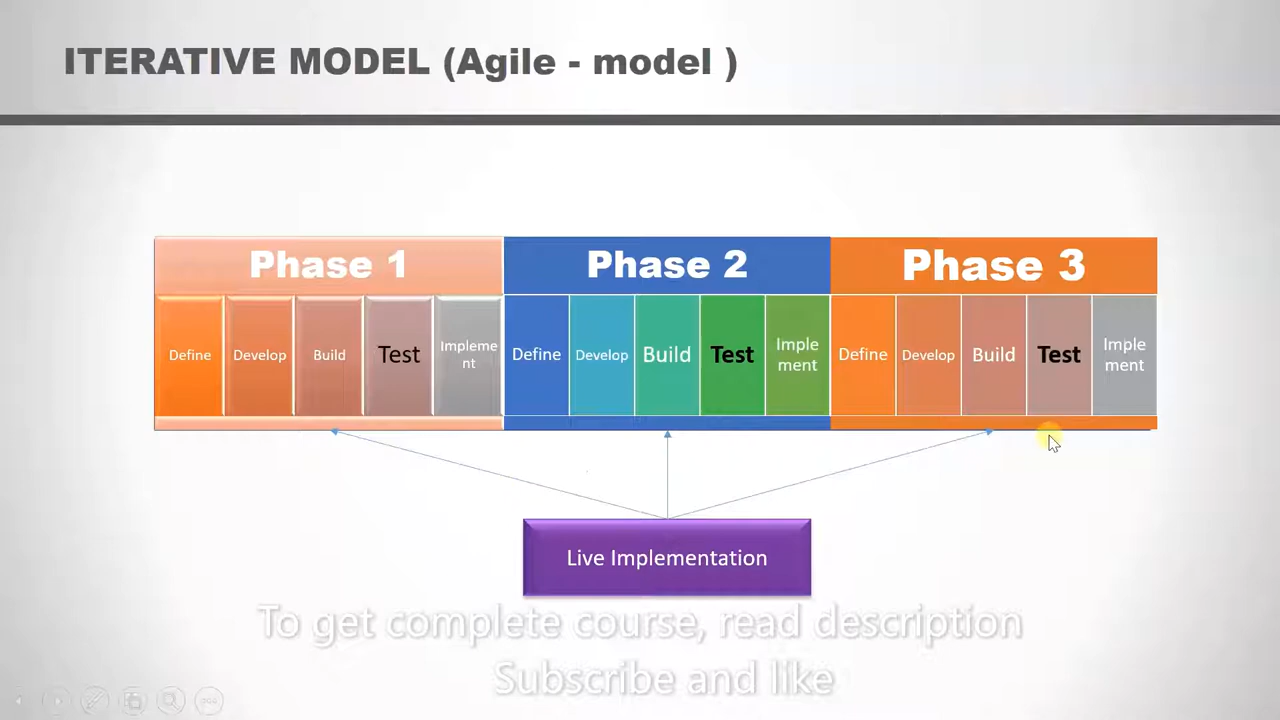 ITERATIVE MODEL (Agile - model )
Phase 1
Phase 2
Phase 3
Define
Develop
Build
Test
Impleme
nt
Define
Develop
Build
Test
Imple
ment
Define
Develop
Build
Test
Imple
ment
Live Implementation
To get complete course, read description
Subscribe and like